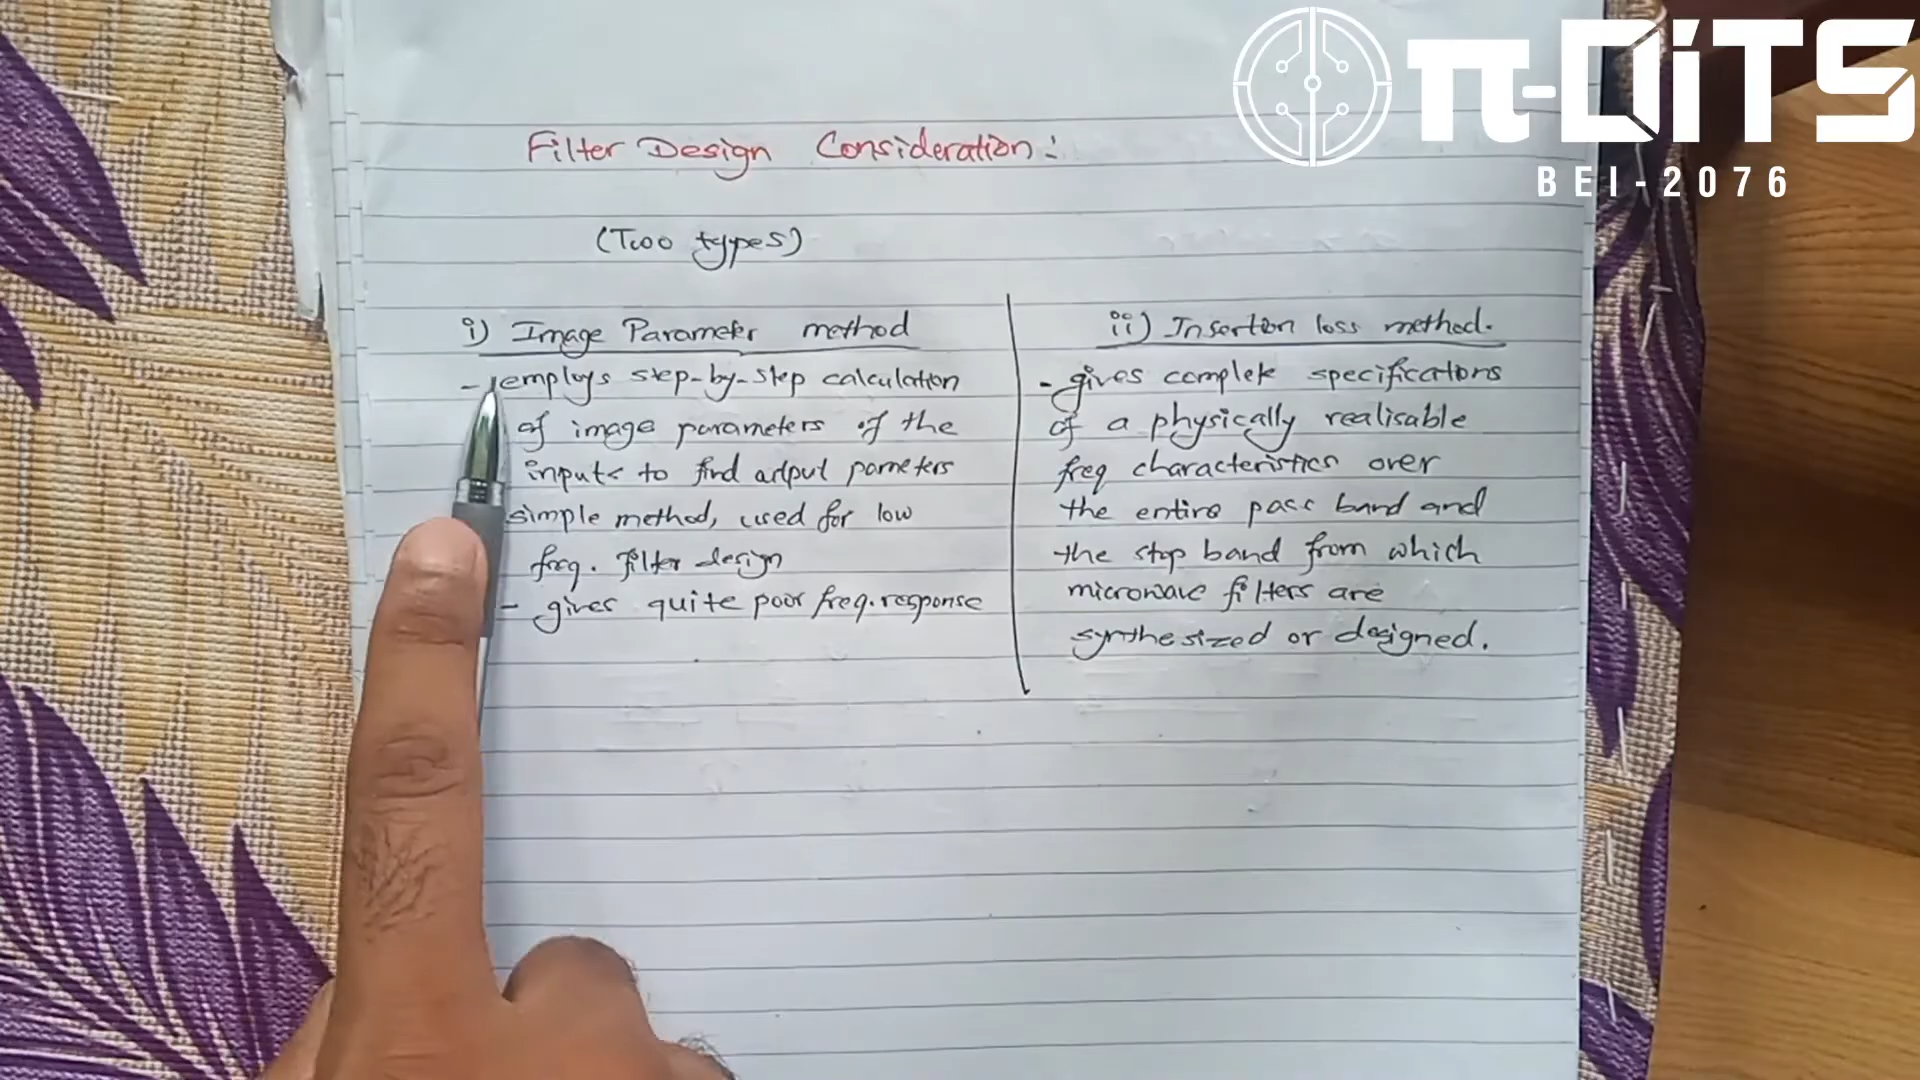 π-DiTS
BEI-2076
Filter Design Consideration:
(Two types)
i) Image Parameter method
- employs step-by-step calculation
of image parameters of the
inputs to find output pometers
simple method, used for low
freq. filter design
- gives quite poor freq. response
ii) Insertion loss method.
- gives complete specifications
of a physically realisable
freq characteristics over
the entire pass band and
the stop band from which
microwave filters are
synthesized or designed.